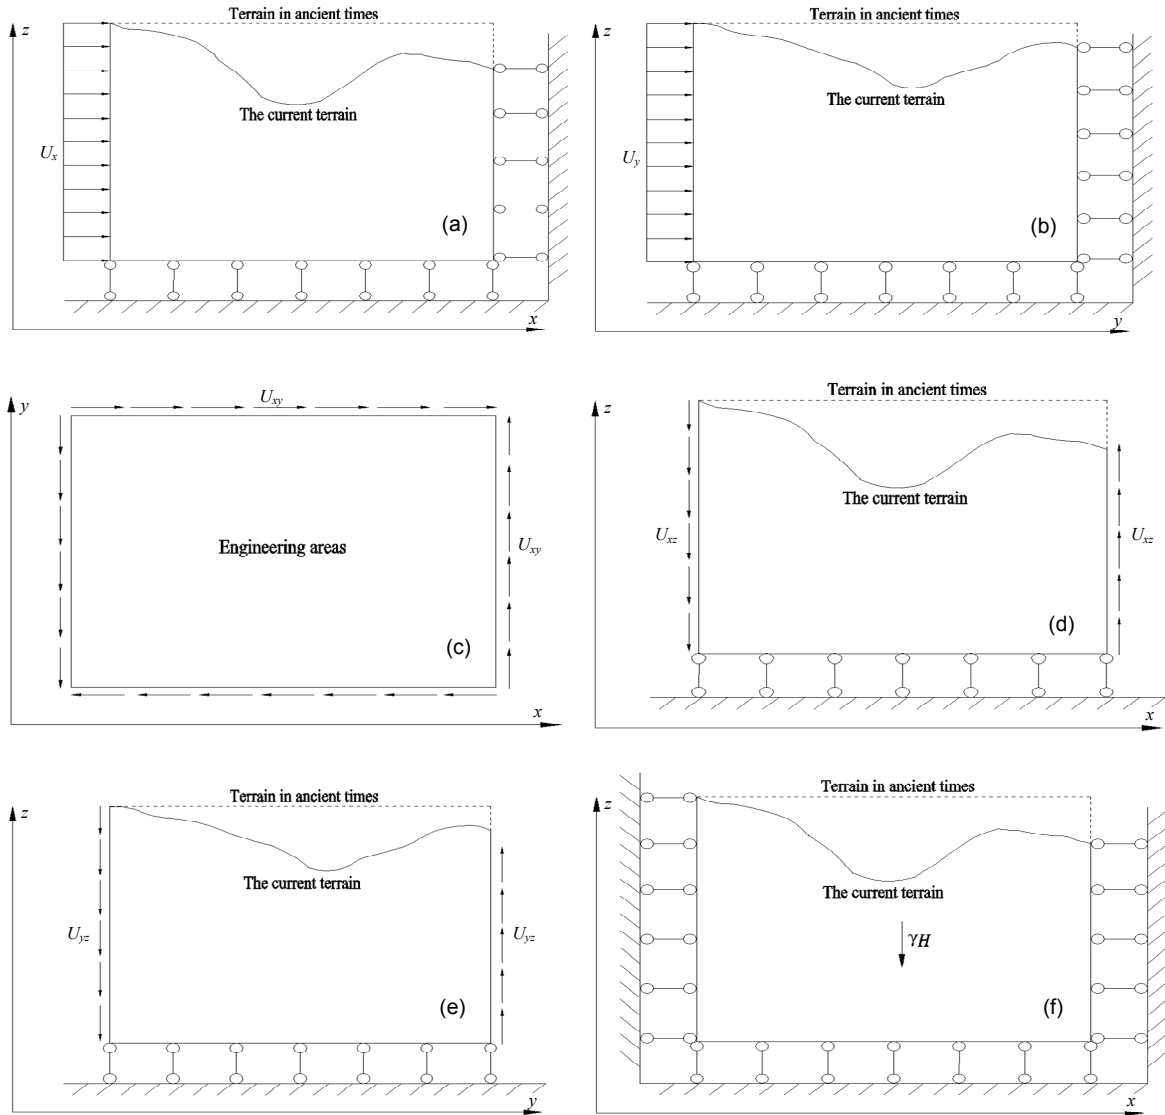 Terrain in ancient times
z
The current terrain
U_x
(a)
x
Terrain in ancient times
z
The current terrain
U_y
(b)
y
y
U_xy
Engineering areas
U_xy
(c)
x
Terrain in ancient times
z
The current terrain
U_xz
U_xz
(d)
x
Terrain in ancient times
z
The current terrain
U_yz
U_yz
(e)
y
Terrain in ancient times
z
The current terrain
γH
(f)
x